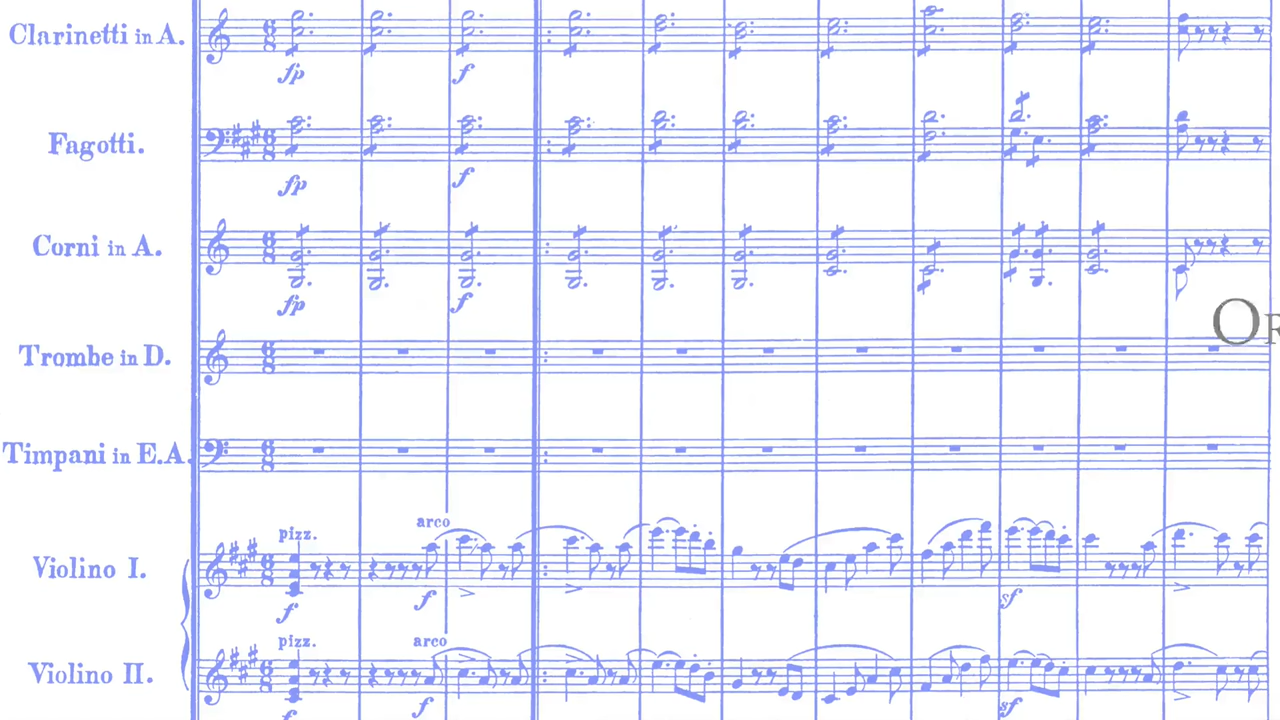 Clarinetti in A.
fp f
Fagotti.
fp f
Corni in A.
fp f
Trombe in D.
Timpani in E.A.
arco
pizz.
Violino I.
f f sf
pizz. arco
Violino II.
f f sf